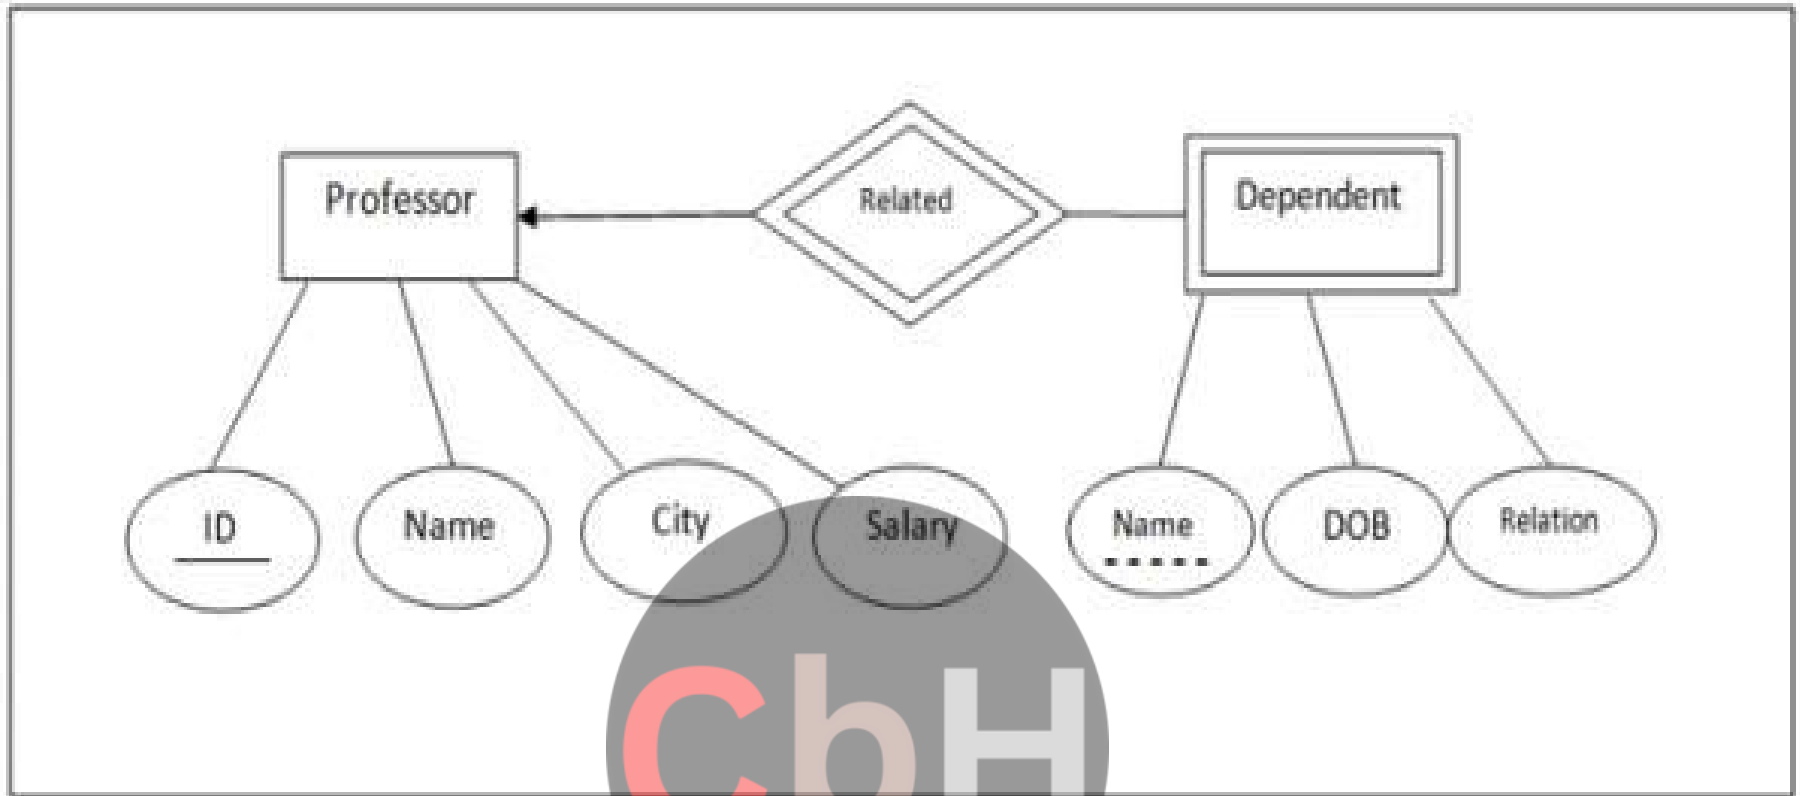 Professor
Related
Dependent
ID
Name
City
Salary
Name
DOB
Relation
CbH